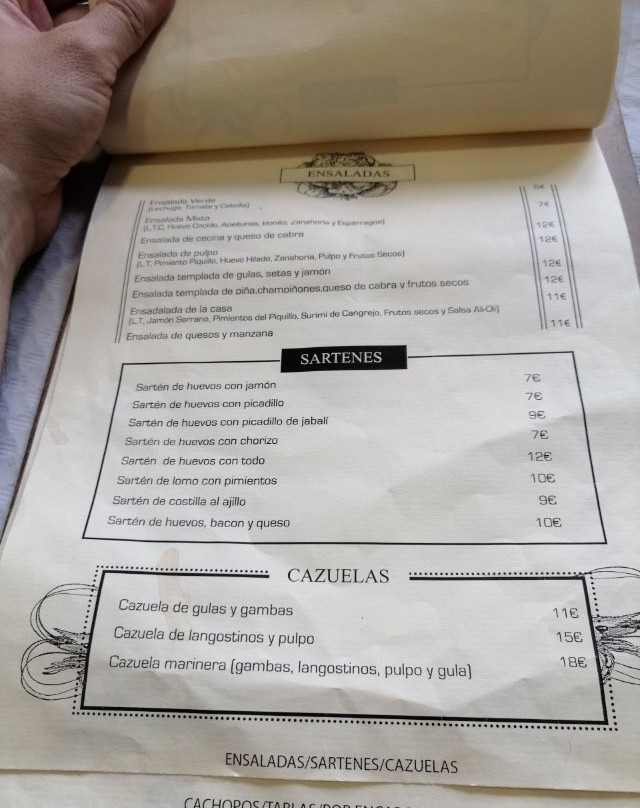 ENSALADAS
Ensalada Verde 5€
(Lechuga, Tomate y Cebolla)
Ensalada Mixta 7€
(L.T.C, Huevo Cocido, Aceitunas, Bonito, Zanahoria y Espárragos)
Ensalada de cecina y queso de cabra 12€
Ensalada de pulpo 12€
(L.T. Pimiento Piquillo, Huevo Hilado, Zanahoria, Pulpo y Frutos Secos)
Ensalada templada de gulas, setas y jamón 12€
Ensalada templada de piña,champiñones,queso de cabra y frutos secos 12€
Ensadalada de la casa 11€
(L.T, Jamón Serrano, Pimientos del Piquillo, Surimi de Cangrejo, Frutos secos y Salsa Ali-Oli)
Ensalada de quesos y manzana 11€
SARTENES
Sartén de huevos con jamón 7€
Sartén de huevos con picadillo 7€
Sartén de huevos con picadillo de jabalí 9€
Sartén de huevos con chorizo 7€
Sartén de huevos con todo 12€
Sartén de lomo con pimientos 10€
Sartén de costilla al ajillo 9€
Sartén de huevos, bacon y queso 10€
CAZUELAS
Cazuela de gulas y gambas 11€
Cazuela de langostinos y pulpo 15€
Cazuela marinera (gambas, langostinos, pulpo y gula) 18€
ENSALADAS/SARTENES/CAZUELAS
CACHOPOS/TABLAS/POR